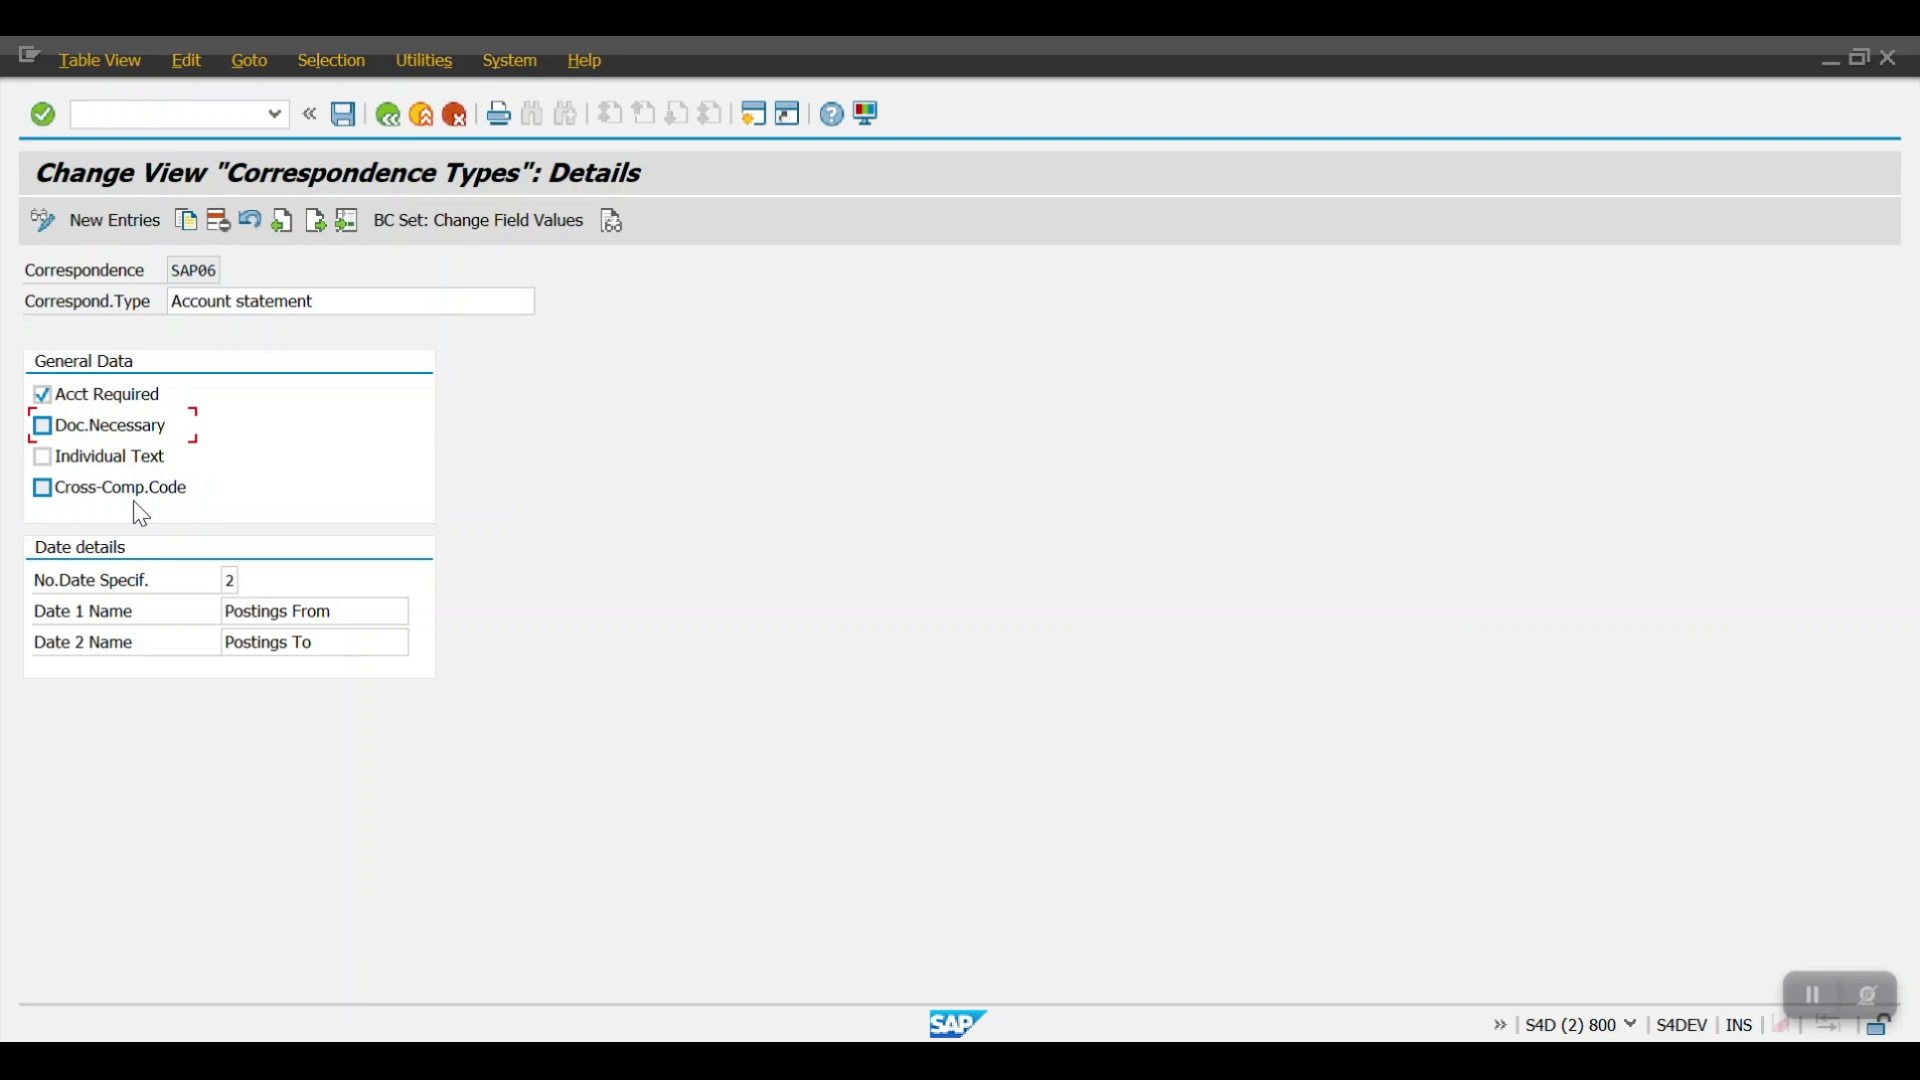 Table View Edit Goto Selection Utilities System Help
Change View "Correspondence Types": Details
New Entries BC Set: Change Field Values
Correspondence SAP06
Correspond.Type Account statement
General Data
Acct Required
Doc.Necessary
Individual Text
Cross-Comp.Code
Date details
No.Date Specif. 2
Date 1 Name Postings From
Date 2 Name Postings To
SAP S4D (2) 800 S4DEV INS